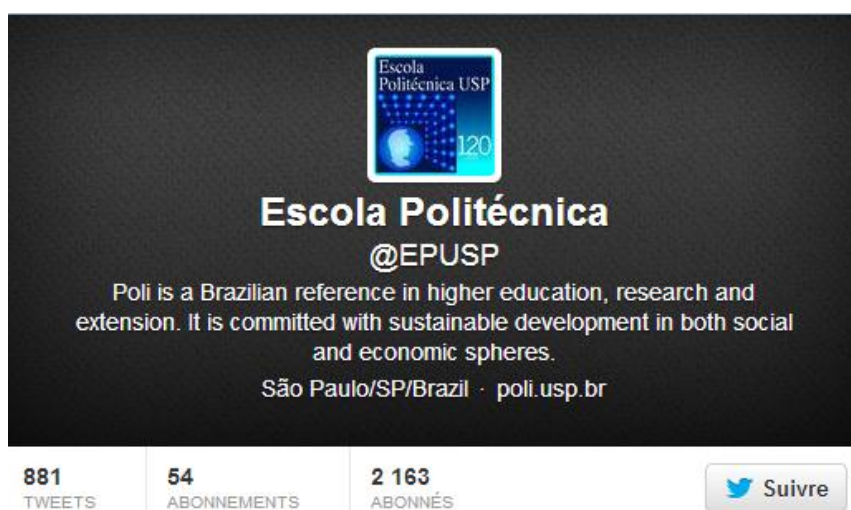 Escola
Politécnica USP
120
Escola Politécnica
@EPUSP
Poli is a Brazilian reference in higher education, research and
extension. It is committed with sustainable development in both social
and economic spheres.
São Paulo/SP/Brazil · poli.usp.br
881
TWEETS
54
ABONNEMENTS
2 163
ABONNÉS
Suivre